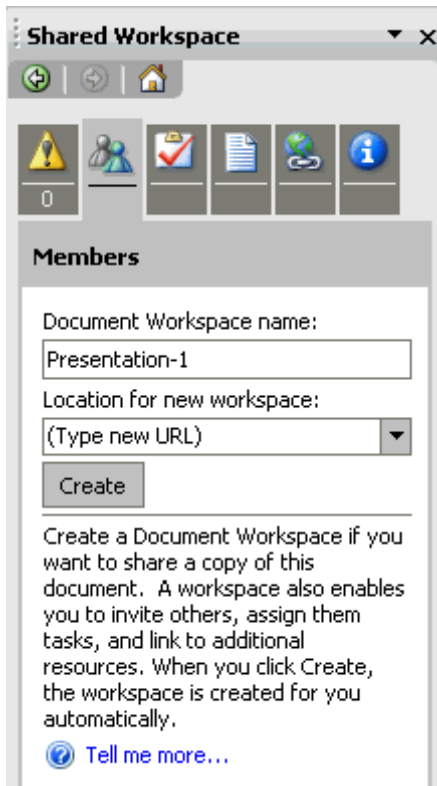 Shared Workspace
0
Members
Document Workspace name:
Presentation-1
Location for new workspace:
(Type new URL)
Create
Create a Document Workspace if you
want to share a copy of this
document.  A workspace also enables
you to invite others, assign them
tasks, and link to additional
resources. When you click Create,
the workspace is created for you
automatically.
Tell me more...